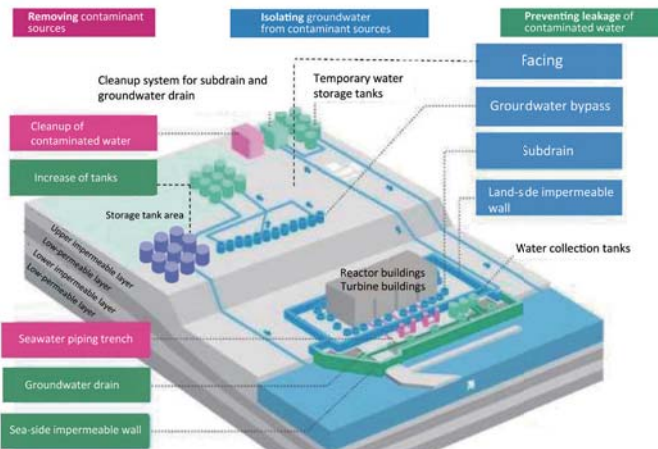 Removing contaminant
sources
Isolating groundwater
from contaminant sources
Preventing leakage of
contaminated water
Cleanup system for subdrain and
groundwater drain
Temporary water
storage tanks
Facing
Groundwater bypass
Subdrain
Land-side impermeable
wall
Cleanup of
contaminated water
Increase of tanks
Storage tank area
Upper impermeable layer
Low-permeable layer
Lower impermeable layer
Low-permeable layer
Reactor buildings
Turbine buildings
Water collection tanks
Seawater piping trench
Groundwater drain
Sea-side impermeable wall